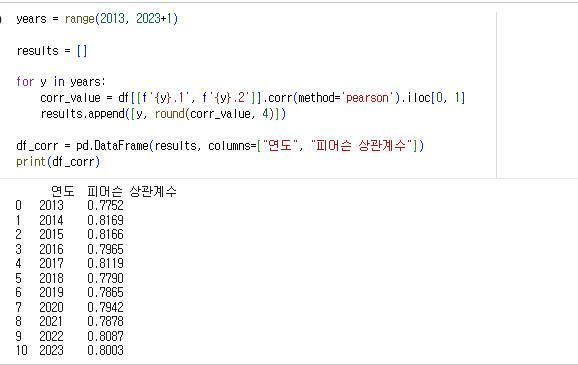 years = range(2013, 2023+1)
results = []
for y in years:
    corr_value = df[[f'{y}.1', f'{y}.2']].corr(method='pearson').iloc[0, 1]
    results.append([y, round(corr_value, 4)])
df_corr = pd.DataFrame(results, columns=["연도", "피어슨 상관계수"])
print(df_corr)
연도 피어슨 상관계수
0 2013 0.7752
1 2014 0.8169
2 2015 0.8166
3 2016 0.7965
4 2017 0.8119
5 2018 0.7790
6 2019 0.7865
7 2020 0.7942
8 2021 0.7878
9 2022 0.8087
10 2023 0.8003